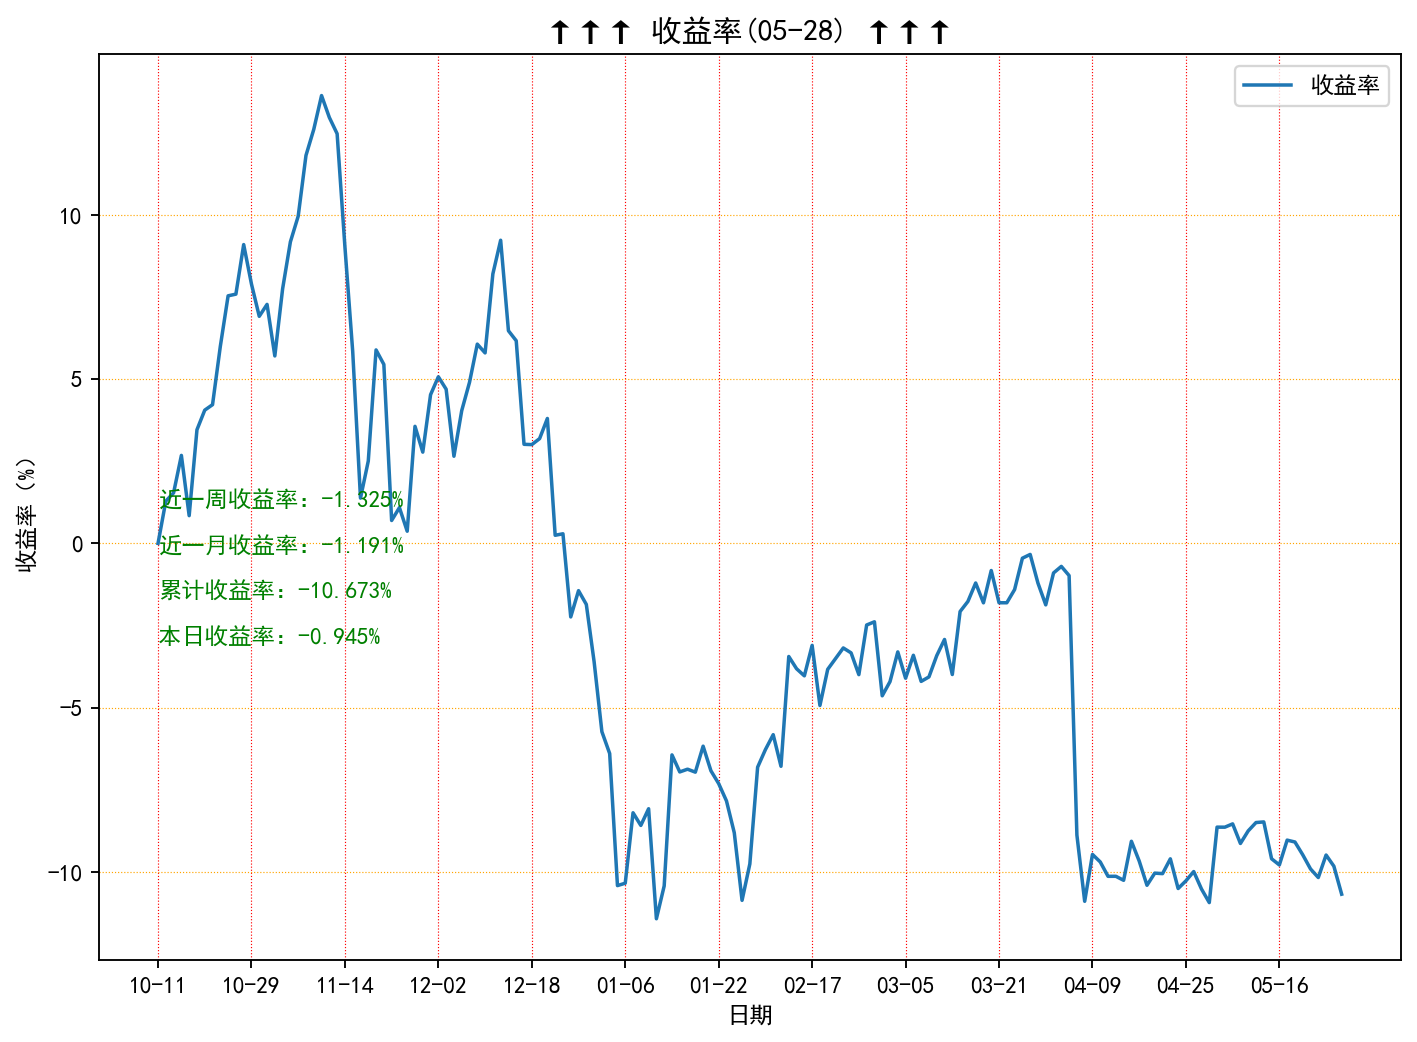 ↑↑↑ 收益率(05-28) ↑↑↑
收益率
10
5
0
-5
-10
收益率 (%)
近一周收益率：-1.325%
近一月收益率：-1.191%
累计收益率：-10.673%
本日收益率：-0.945%
10-11 10-29 11-14 12-02 12-18 01-06 01-22 02-17 03-05 03-21 04-09 04-25 05-16
日期